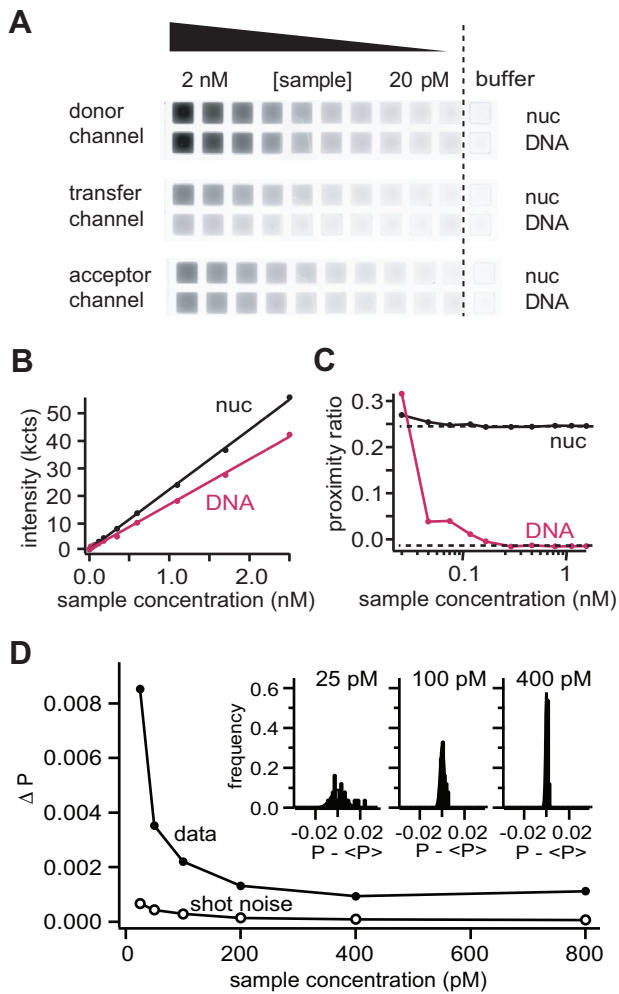 A
2 nM [sample] 20 pM buffer
donor channel
nuc
DNA
transfer channel
nuc
DNA
acceptor channel
nuc
DNA
B
intensity (kcts)
50
40
30
20
10
0
nuc
DNA
0.0 1.0 2.0
sample concentration (nM)
C
proximity ratio
0.3
0.2
0.1
0.0
nuc
DNA
0.1 1
sample concentration (nM)
D
Δ P
0.008
0.006
0.004
0.002
0.000
data
shot noise
0 200 400 600 800
sample concentration (pM)
frequency
0.6
0.4
0.2
0.0
25 pM 100 pM 400 pM
-0.02 0.02 -0.02 0.02 -0.02 0.02
P - <P> P - <P> P - <P>